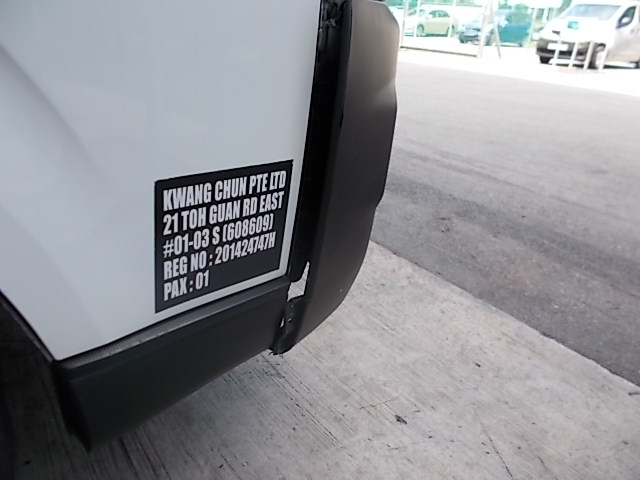 KWANG CHUN PTE LTD
21 TOH GUAN RD EAST
#01-03 S (608609)
REG NO : 201424747H
PAX : 01